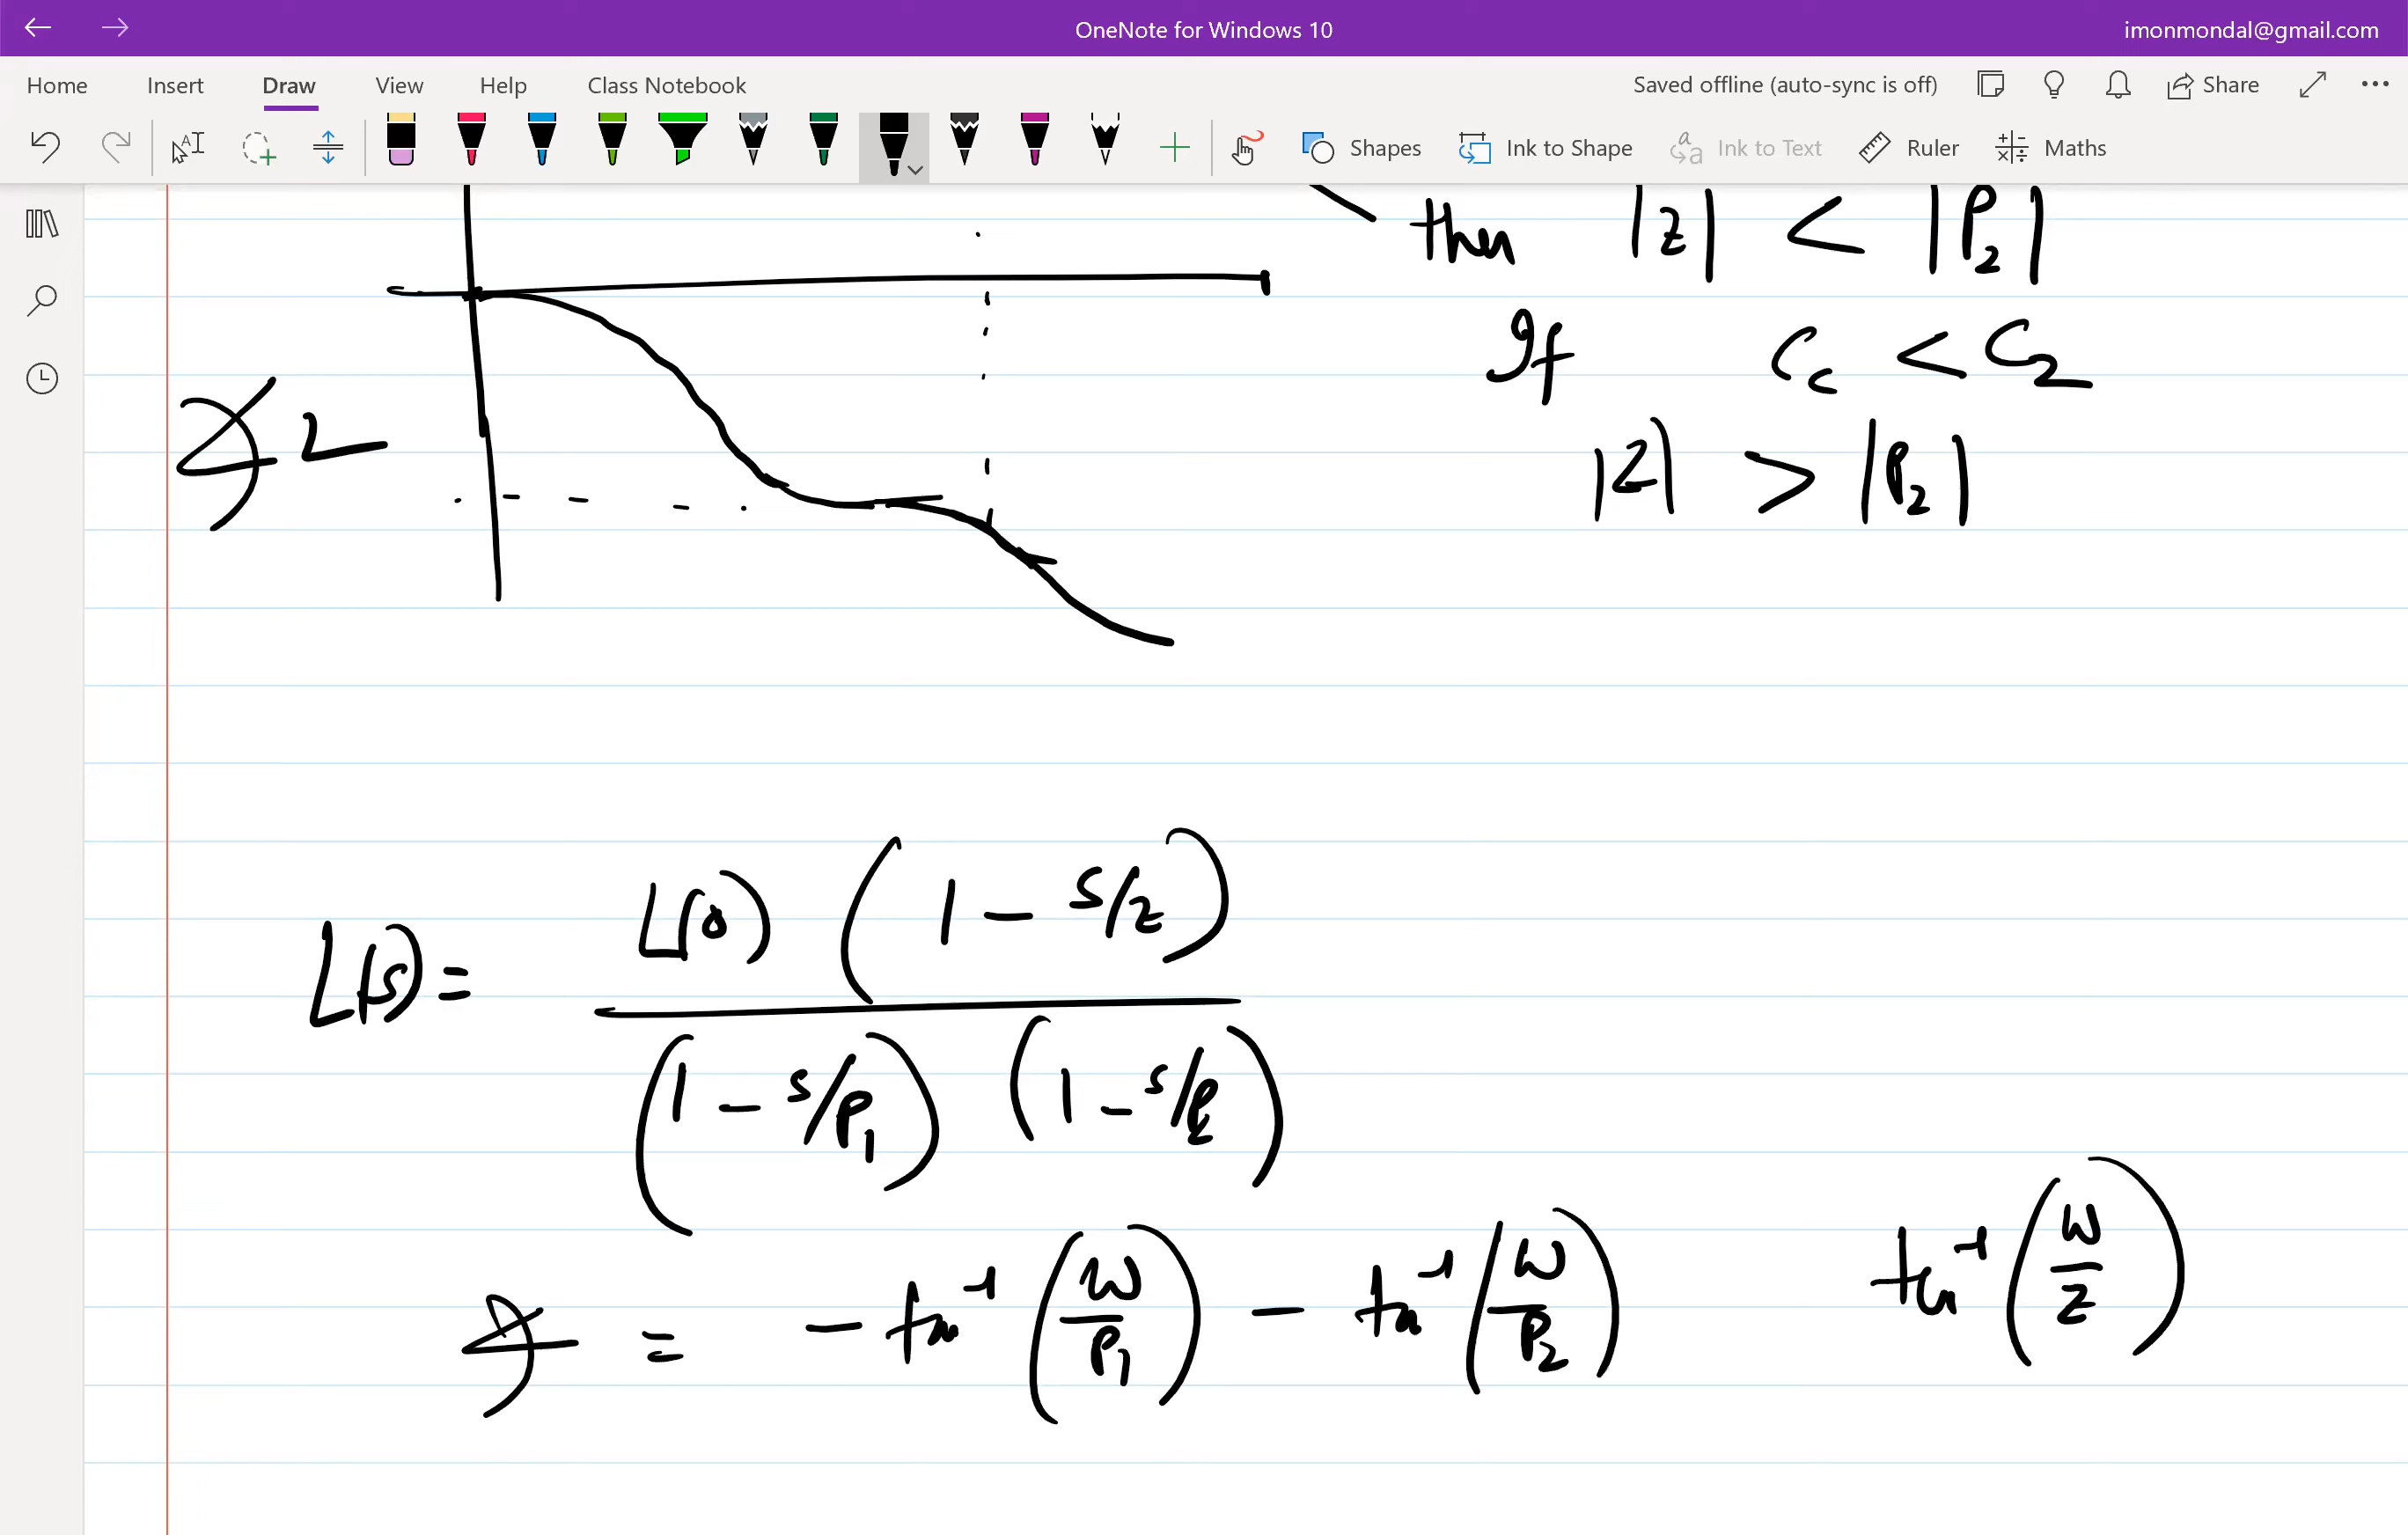 OneNote for Windows 10
imonmondal@gmail.com
Home Insert Draw View Help Class Notebook
Saved offline (auto-sync is off) Share
Shapes Ink to Shape Ink to Text Ruler Maths
then |z| < |P₂|
If C_c < C₂
|z| > |P₂|
∠L
L(s) = L(0) (1 - s/z) / (1 - s/P₁) (1 - s/P₂)
∠ = - tan⁻¹ (ω/P₁) - tan⁻¹ (ω/P₂) tan⁻¹ (ω/z)